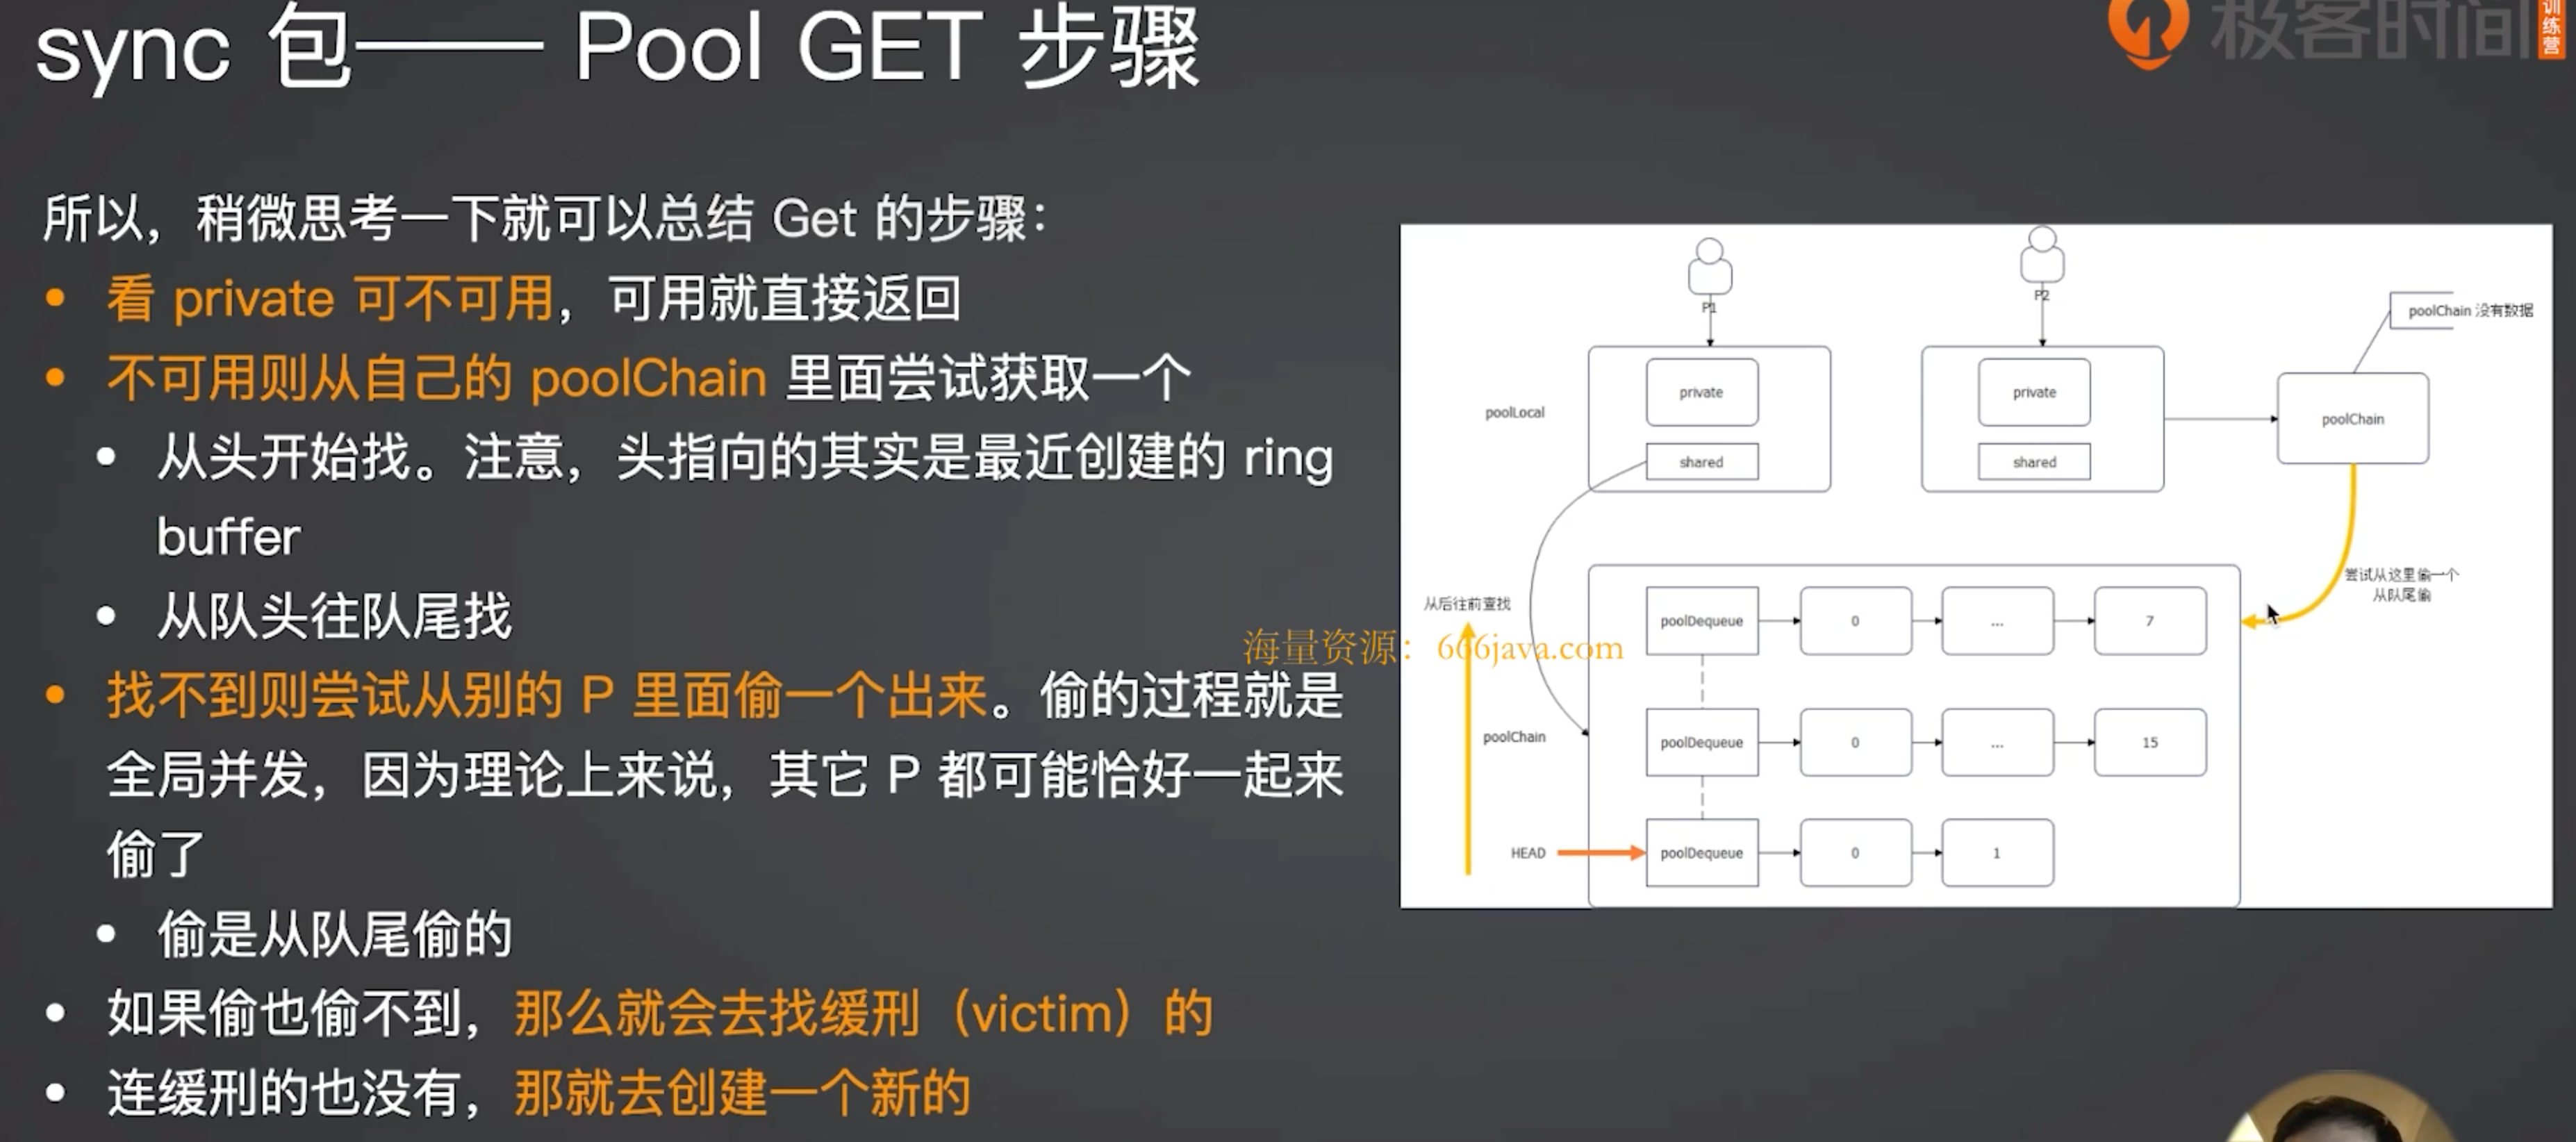 sync 包—— Pool GET 步骤
极客时间
训练营
所以，稍微思考一下就可以总结 Get 的步骤：
• 看 private 可不可用，可用就直接返回
• 不可用则从自己的 poolChain 里面尝试获取一个
• 从头开始找。注意，头指向的其实是最近创建的 ring
buffer
• 从队头往队尾找
• 找不到则尝试从别的 P 里面偷一个出来。偷的过程就是
全局并发，因为理论上来说，其它 P 都可能恰好一起来
偷了
• 偷是从队尾偷的
• 如果偷也偷不到，那么就会去找缓刑（victim）的
• 连缓刑的也没有，那就去创建一个新的
P1
P2
poolChain 没有数据
poolLocal
private
shared
private
shared
poolChain
从后往前查找
尝试从这里偷一个
从队尾偷
poolDequeue
0
...
7
海量资源：666java.com
poolChain
poolDequeue
0
...
15
HEAD
poolDequeue
0
1